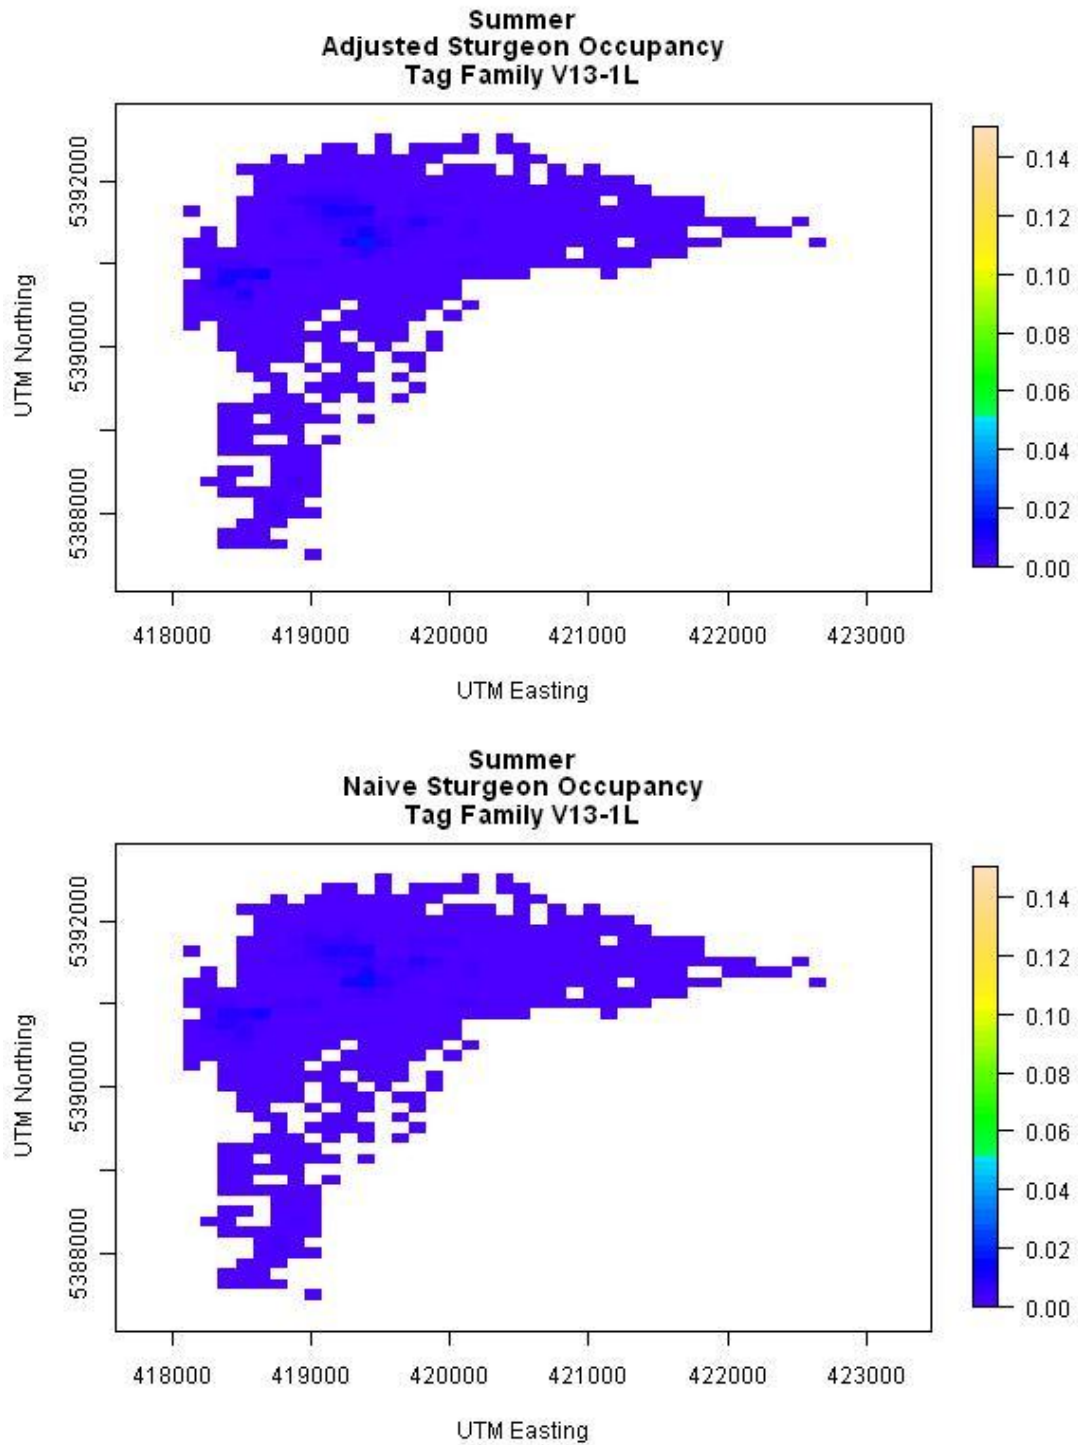 Summer
Adjusted Sturgeon Occupancy
Tag Family V13-1L
UTM Northing
5392000
5390000
5388000
0.14
0.12
0.10
0.08
0.06
0.04
0.02
0.00
418000 419000 420000 421000 422000 423000
UTM Easting
Summer
Naive Sturgeon Occupancy
Tag Family V13-1L
UTM Northing
5392000
5390000
5388000
0.14
0.12
0.10
0.08
0.06
0.04
0.02
0.00
418000 419000 420000 421000 422000 423000
UTM Easting